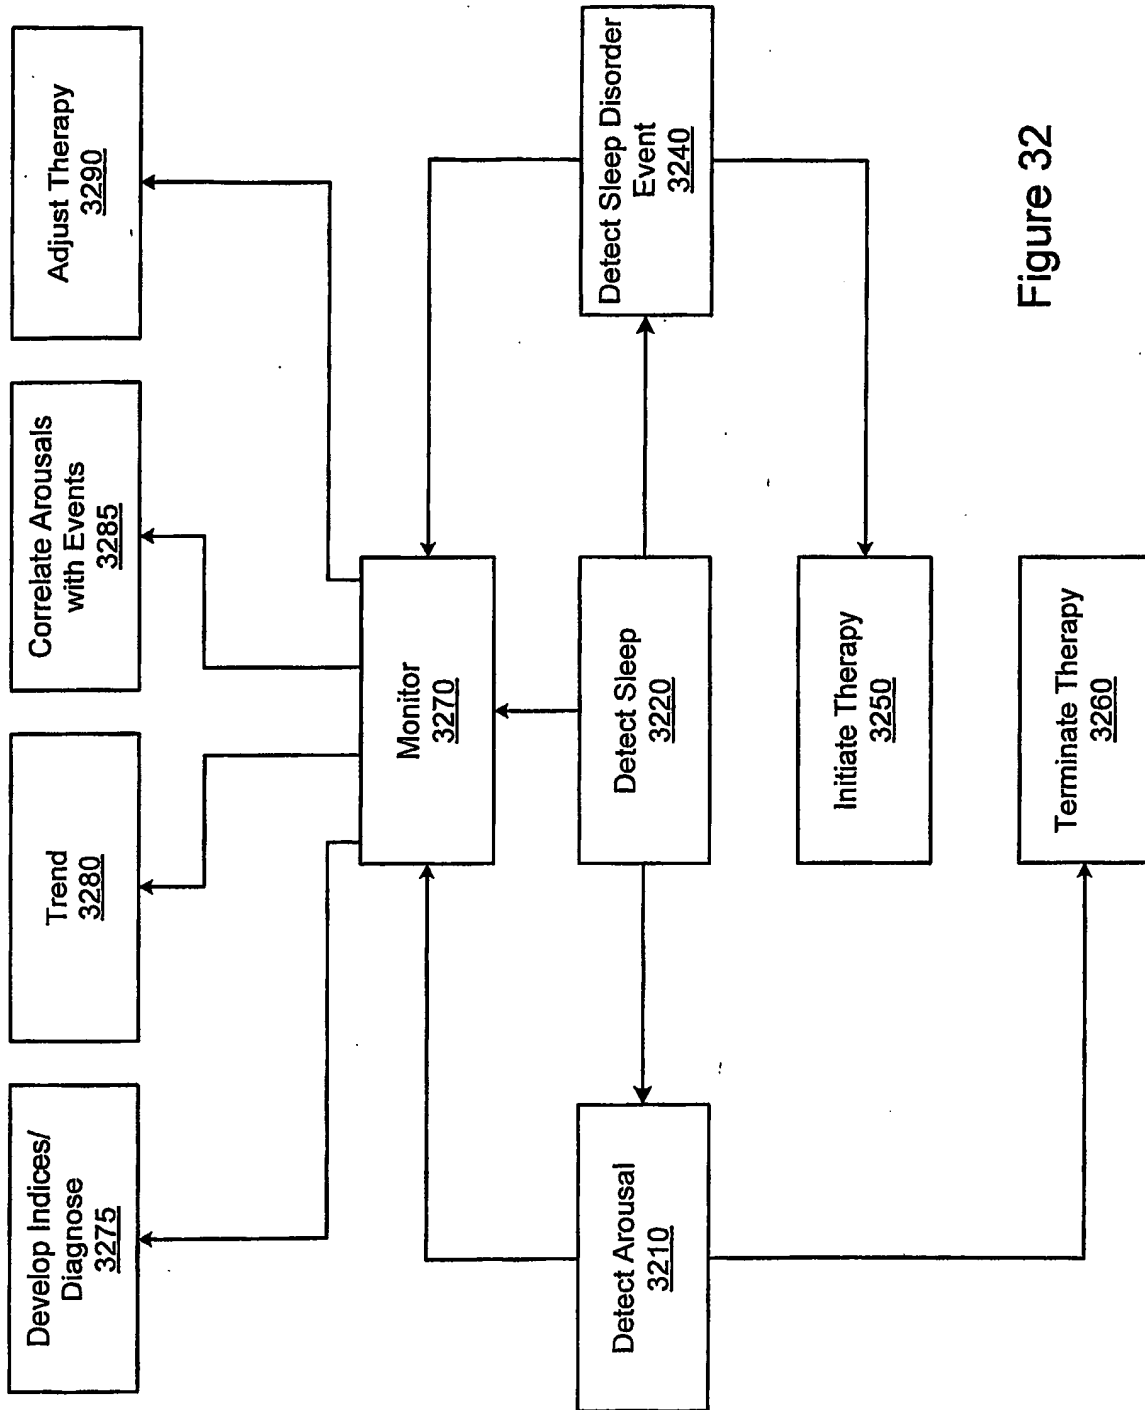 Develop Indices/
Diagnose
3275
Trend
3280
Correlate Arousals
with Events
3285
Adjust Therapy
3290
Monitor
3270
Detect Arousal
3210
Detect Sleep
3220
Detect Sleep Disorder
Event
3240
Initiate Therapy
3250
Terminate Therapy
3260
Figure 32